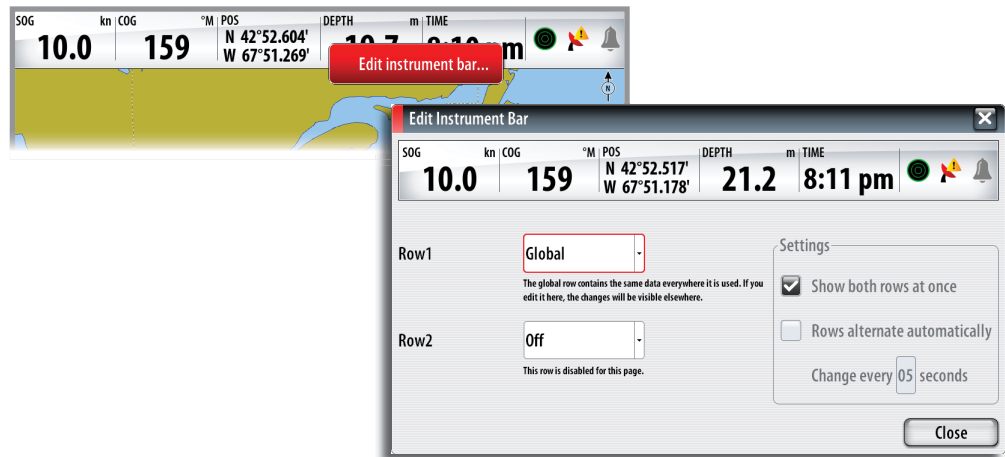 SOG kn COG °M POS DEPTH m TIME
10.0 159 N 42°52.604' pm
W 67°51.269'
Edit instrument bar...
N
Edit Instrument Bar
SOG kn COG °M POS DEPTH m TIME
10.0 159 N 42°52.517' 21.2 8:11 pm
W 67°51.178'
Row1 Global
The global row contains the same data everywhere it is used. If you
edit it here, the changes will be visible elsewhere.
Row2 Off
This row is disabled for this page.
Settings
Show both rows at once
Rows alternate automatically
Change every 05 seconds
Close